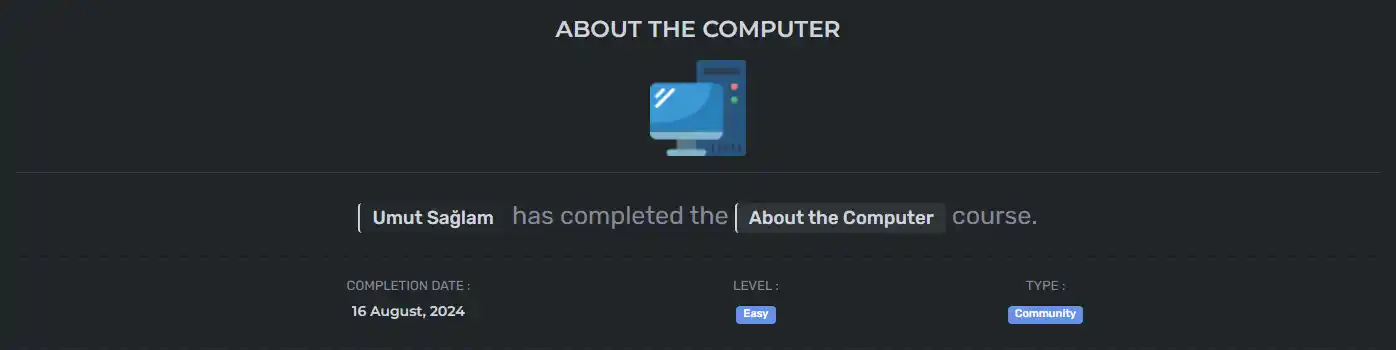 ABOUT THE COMPUTER
Umut Sağlam has completed the About the Computer course.
COMPLETION DATE : LEVEL : TYPE :
16 August, 2024 Easy Community